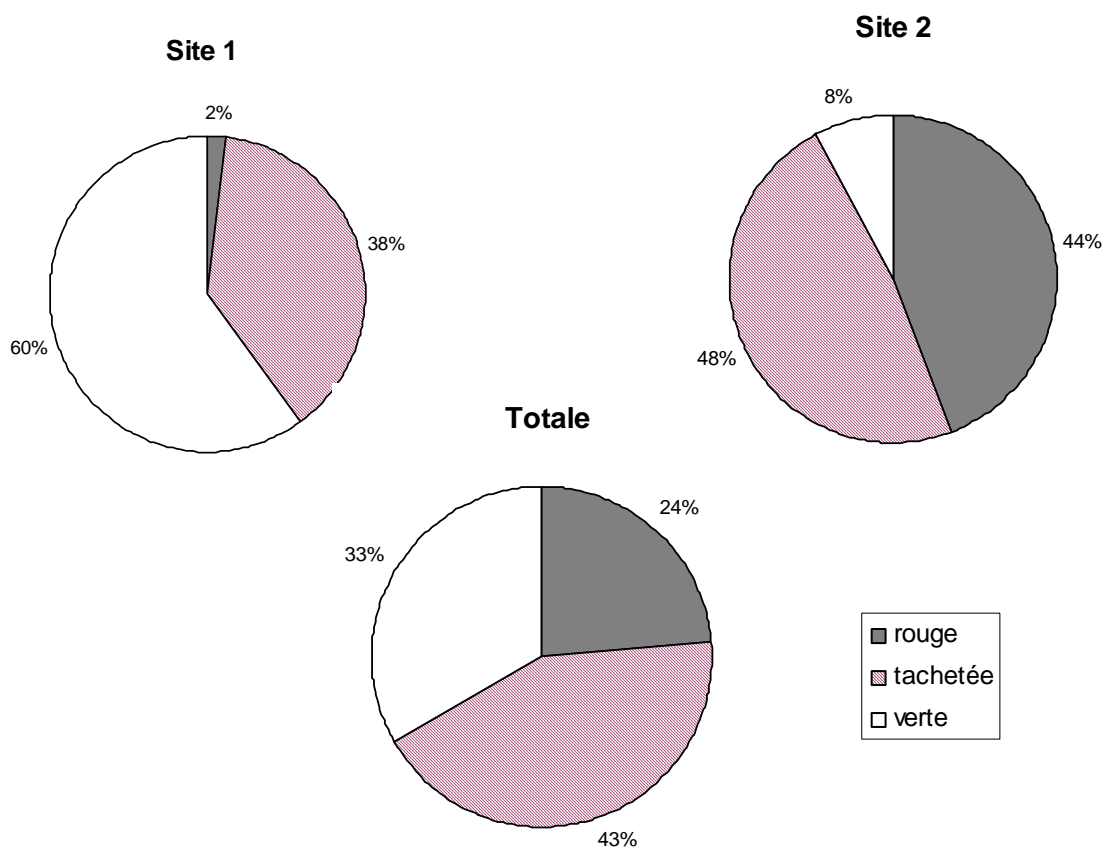 Site 1
2%
38%
60%
Site 2
8%
44%
48%
Totale
24%
33%
43%
rouge
tachetée
verte